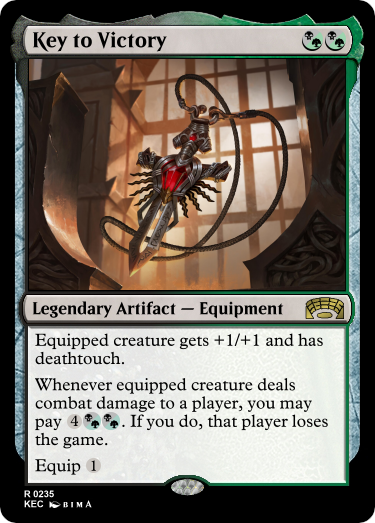 Key to Victory
Legendary Artifact — Equipment
Equipped creature gets +1/+1 and has
deathtouch.
Whenever equipped creature deals
combat damage to a player, you may
pay 4. If you do, that player loses
the game.
Equip 1
R 0235
KEC BIMA